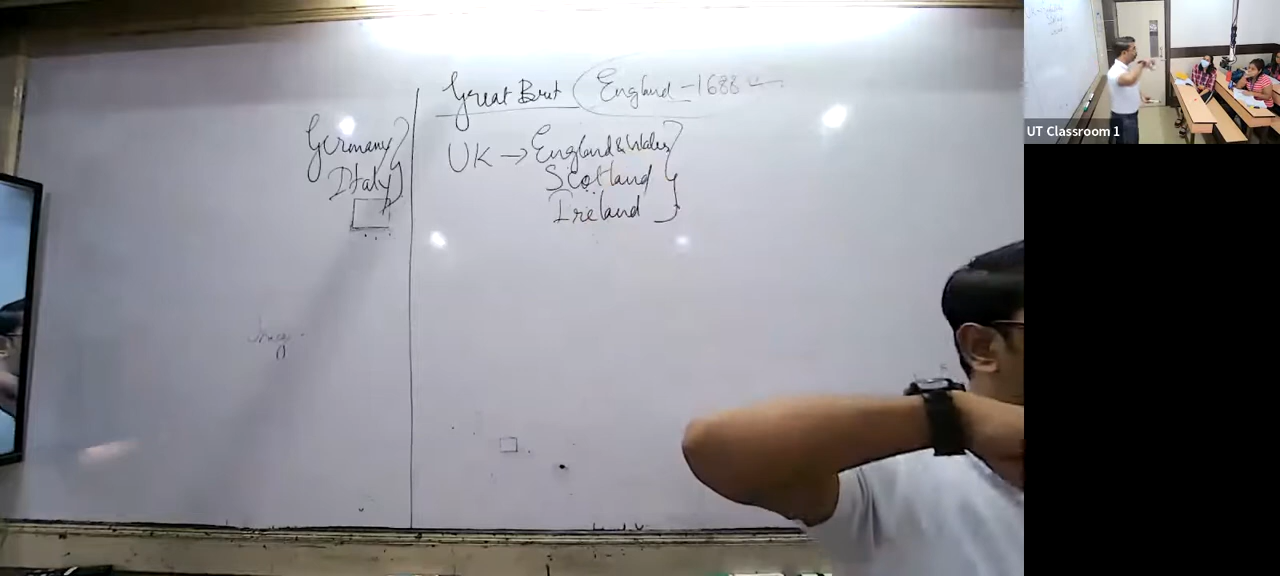 Germany
Italy
Great Brit England - 1688
UK → England & Wales
Scotland
Ireland
UT Classroom 1